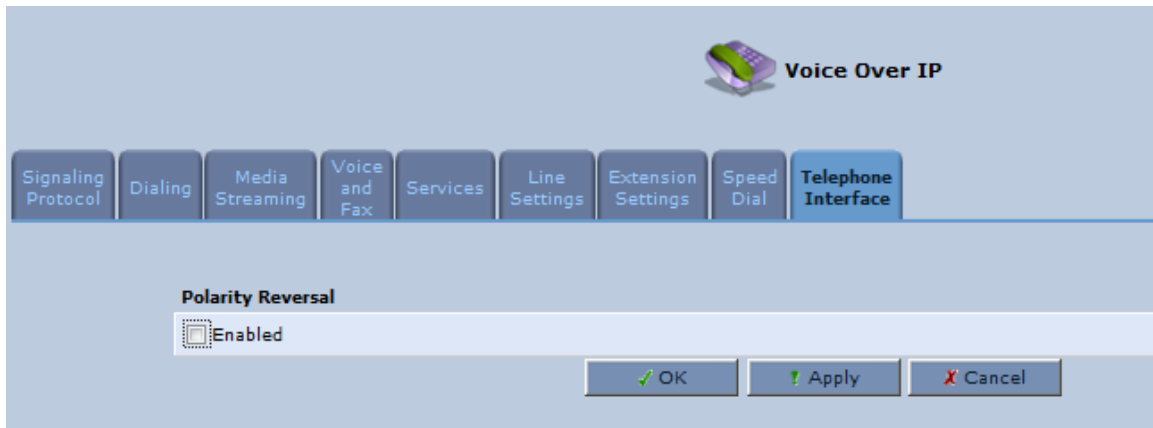 Voice Over IP
Signaling
Protocol
Dialing
Media
Streaming
Voice
and
Fax
Services
Line
Settings
Extension
Settings
Speed
Dial
Telephone
Interface
Polarity Reversal
Enabled
OK
Apply
Cancel